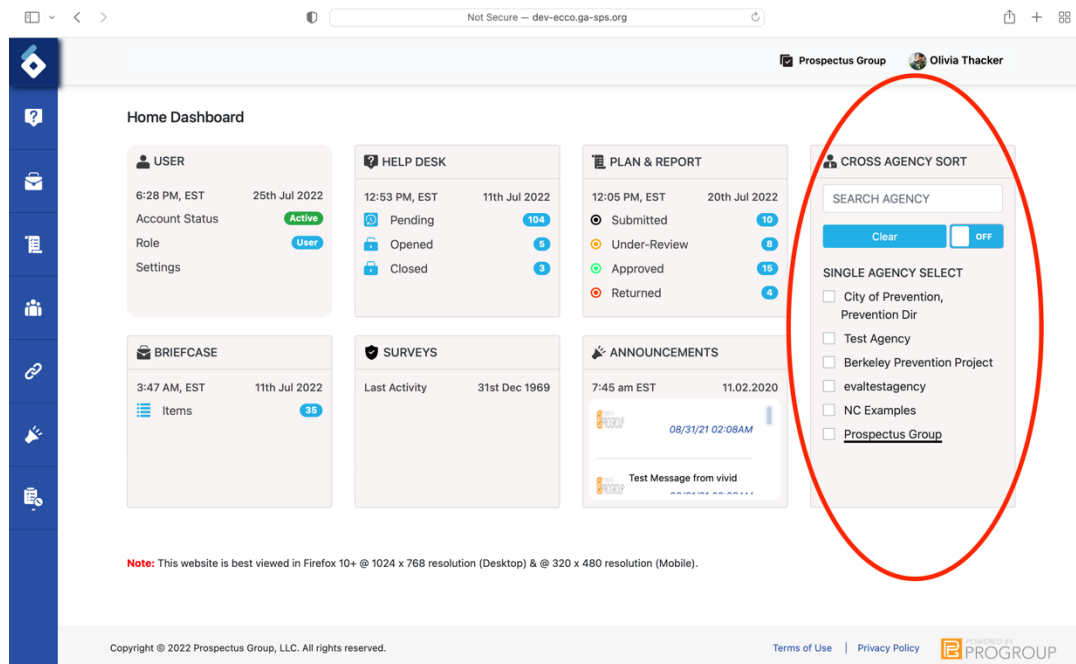 Not Secure — dev-ecco.ga-sps.org
Prospectus Group
Olivia Thacker
Home Dashboard
USER
6:28 PM, EST 25th Jul 2022
Account Status Active
Role User
Settings
HELP DESK
12:53 PM, EST 11th Jul 2022
Pending 104
Opened 5
Closed 3
PLAN & REPORT
12:05 PM, EST 20th Jul 2022
Submitted 10
Under-Review 8
Approved 15
Returned 4
CROSS AGENCY SORT
SEARCH AGENCY
Clear OFF
SINGLE AGENCY SELECT
City of Prevention,
Prevention Dir
Test Agency
Berkeley Prevention Project
evaltestagency
NC Examples
Prospectus Group
BRIEFCASE
3:47 AM, EST 11th Jul 2022
Items 35
SURVEYS
Last Activity 31st Dec 1969
ANNOUNCEMENTS
7:45 am EST 11.02.2020
PROGROUP
08/31/21 02:08AM
Test Message from vivid
PROGROUP
Note: This website is best viewed in Firefox 10+ @ 1024 x 768 resolution (Desktop) & @ 320 x 480 resolution (Mobile).
Copyright © 2022 Prospectus Group, LLC. All rights reserved.
Terms of Use | Privacy Policy
POWERED BY
PROGROUP